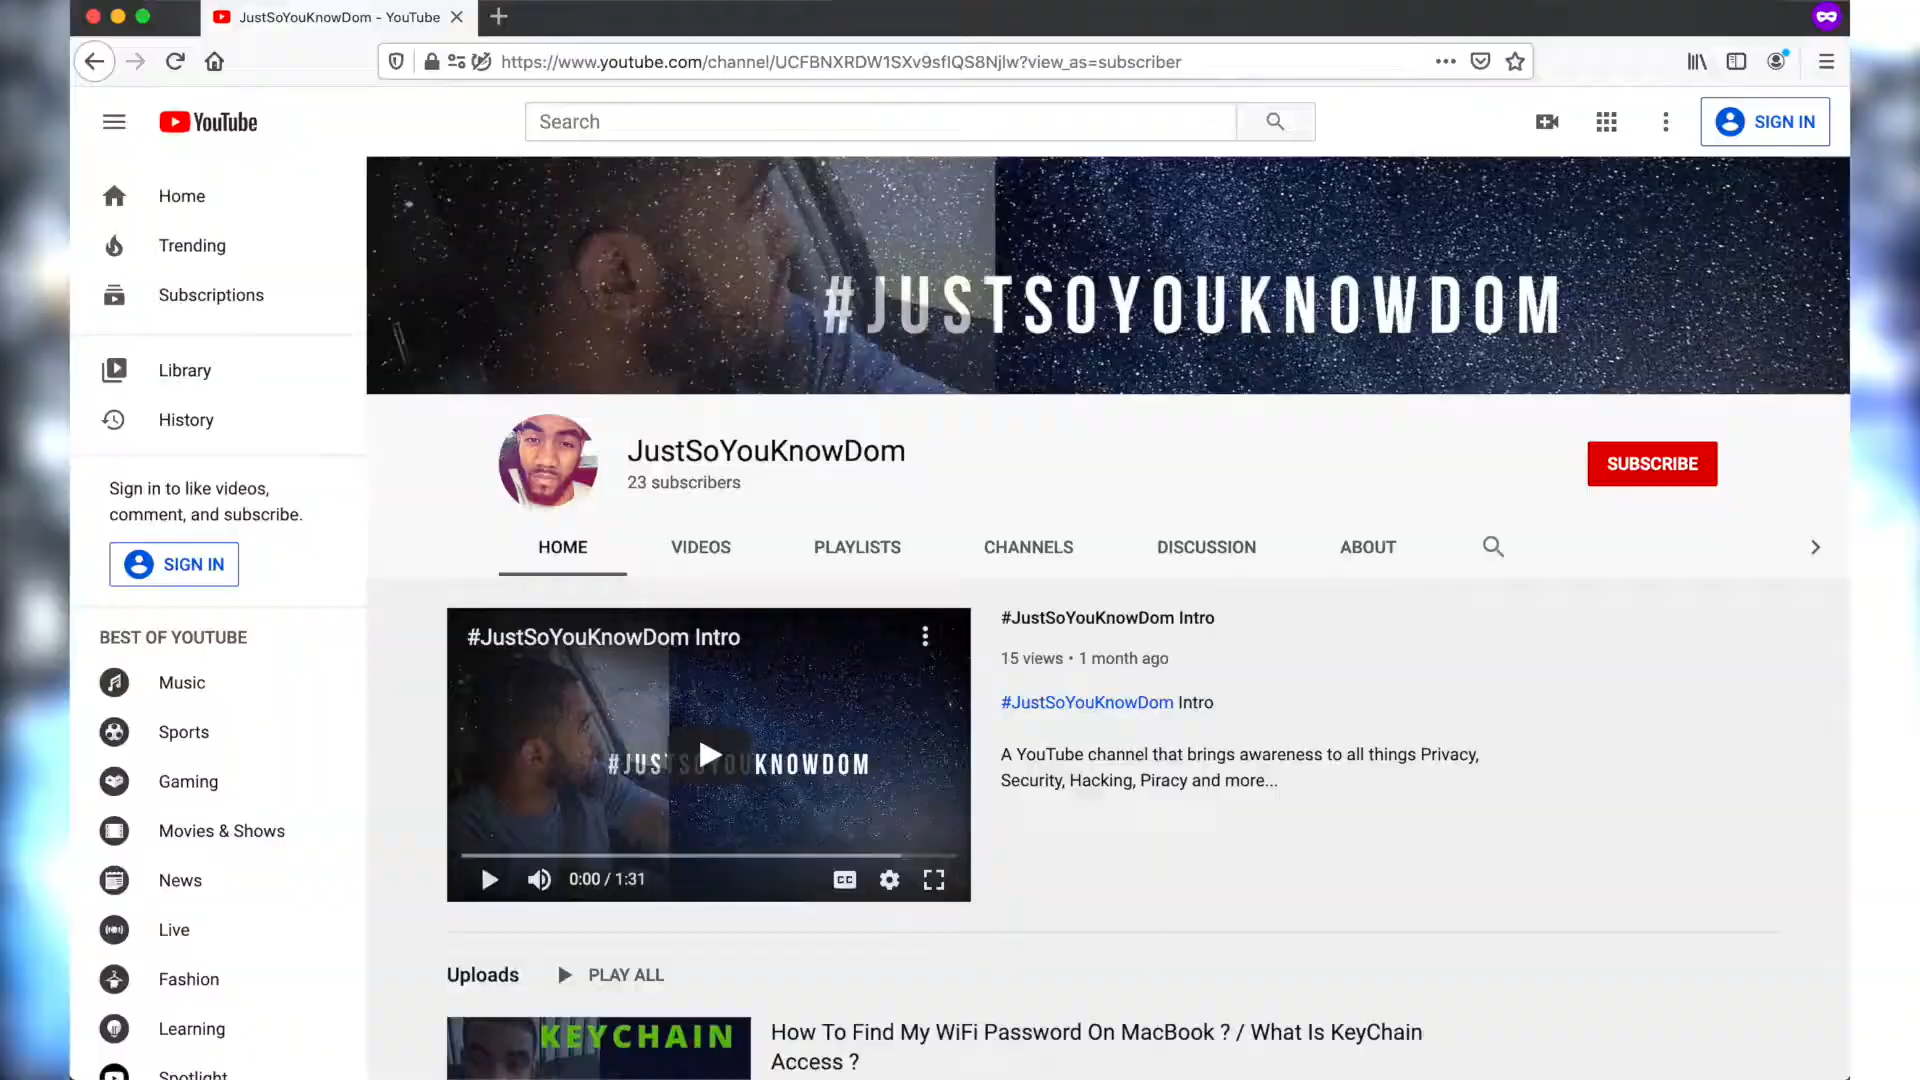 JustSoYouKnowDom - YouTube
https://www.youtube.com/channel/UCFBNXRDW1SXv9sfIQS8Njlw?view_as=subscriber
YouTube
Search
SIGN IN
Home
Trending
Subscriptions
Library
History
Sign in to like videos,
comment, and subscribe.
SIGN IN
BEST OF YOUTUBE
Music
Sports
Gaming
Movies & Shows
News
Live
Fashion
Learning
Spotlight
#JUSTSOYOUKNOWDOM
JustSoYouKnowDom
23 subscribers
SUBSCRIBE
HOME
VIDEOS
PLAYLISTS
CHANNELS
DISCUSSION
ABOUT
#JustSoYouKnowDom Intro
#JUSTSOYOUKNOWDOM
0:00 / 1:31
CC
#JustSoYouKnowDom Intro
15 views • 1 month ago
#JustSoYouKnowDom Intro
A YouTube channel that brings awareness to all things Privacy,
Security, Hacking, Piracy and more...
Uploads
PLAY ALL
KEYCHAIN
How To Find My WiFi Password On MacBook ? / What Is KeyChain
Access ?